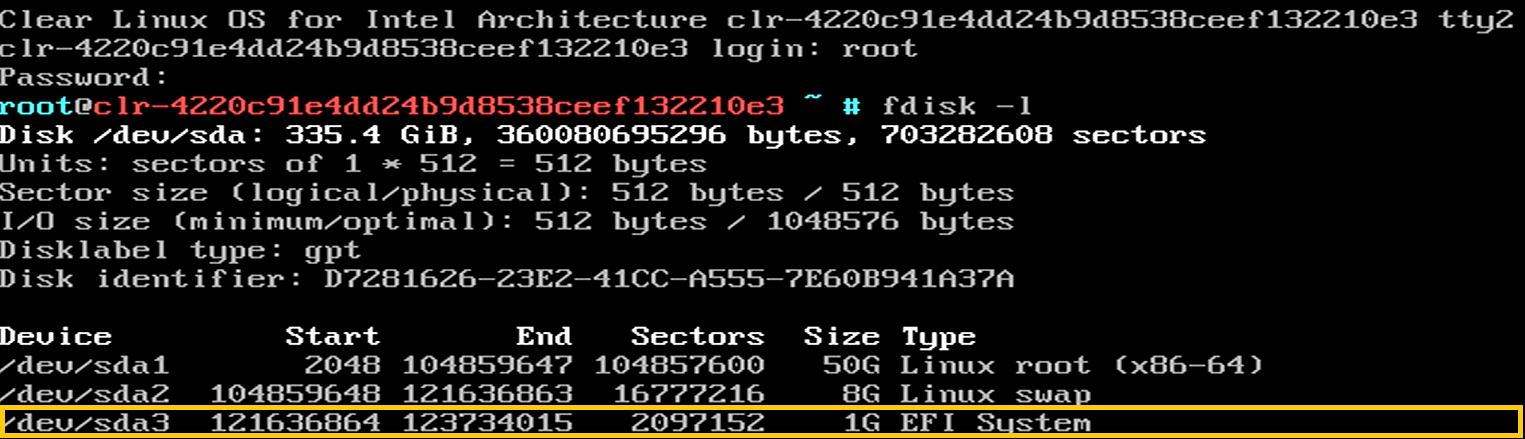 Clear Linux OS for Intel Architecture clr-4220c91e4dd24b9d8538ceef132210e3 tty2
clr-4220c91e4dd24b9d8538ceef132210e3 login: root
Password:
root@clr-4220c91e4dd24b9d8538ceef132210e3 ~ # fdisk -l
Disk /dev/sda: 335.4 GiB, 360080695296 bytes, 703282608 sectors
Units: sectors of 1 * 512 = 512 bytes
Sector size (logical/physical): 512 bytes / 512 bytes
I/O size (minimum/optimal): 512 bytes / 1048576 bytes
Disklabel type: gpt
Disk identifier: D7281626-23E2-41CC-A555-7E60B941A37A
Device Start End Sectors Size Type
/dev/sda1 2048 104859647 104857600 50G Linux root (x86-64)
/dev/sda2 104859648 121636863 16777216 8G Linux swap
/dev/sda3 121636864 123734015 2097152 1G EFI System